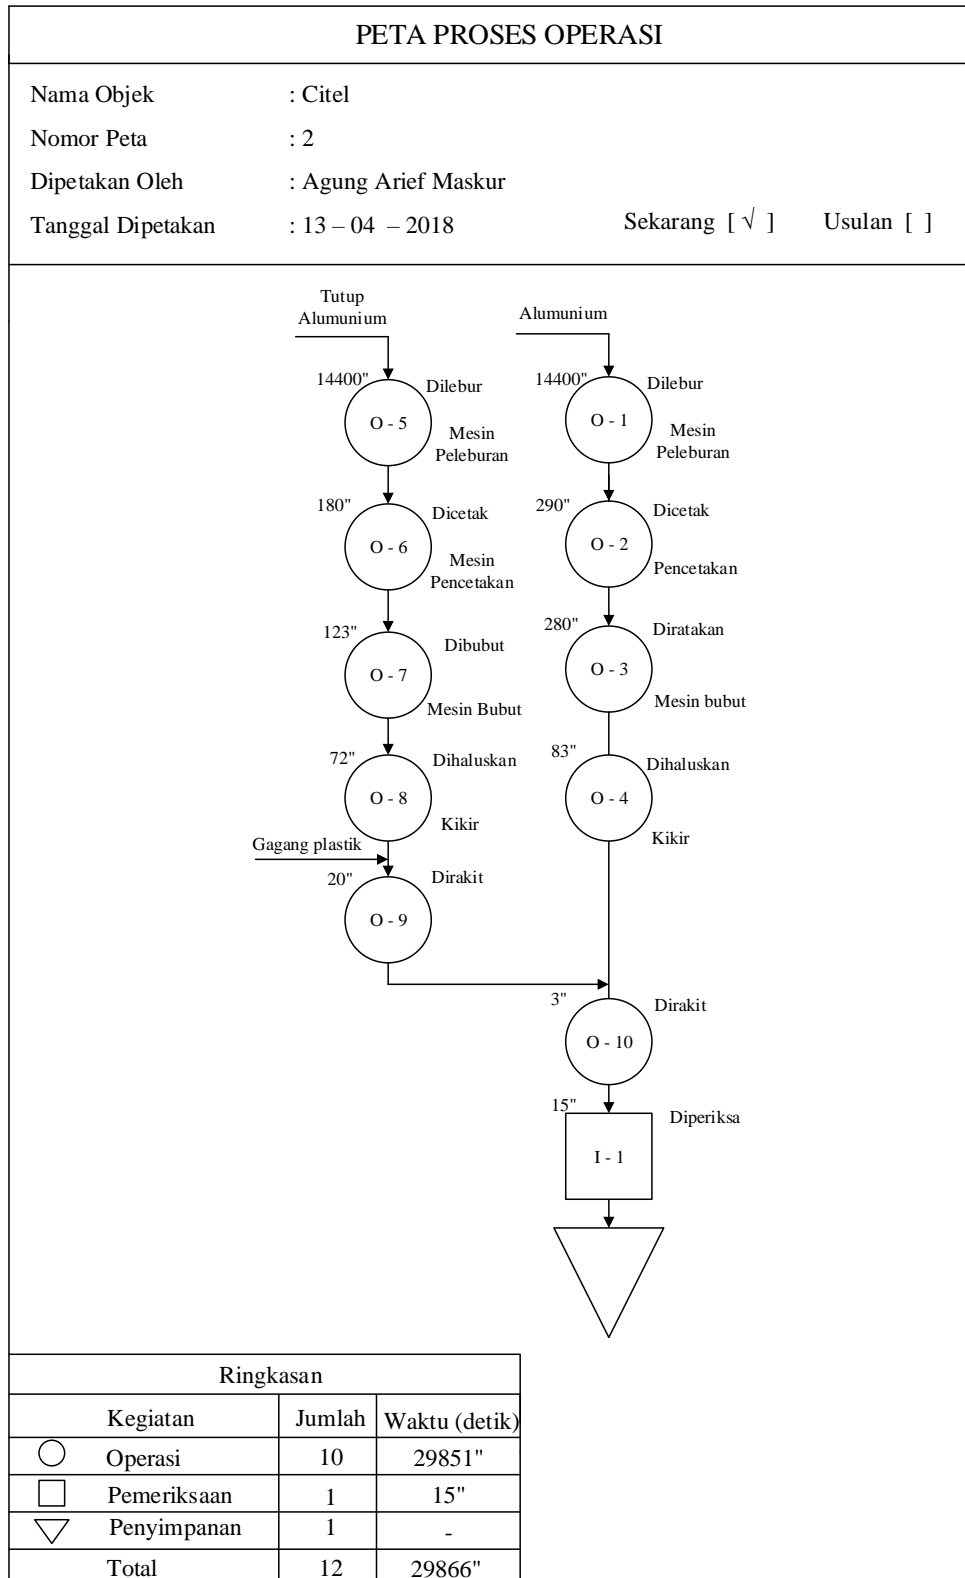 PETA PROSES OPERASI
Nama Objek : Citel
Nomor Peta : 2
Dipetakan Oleh : Agung Arief Maskur
Tanggal Dipetakan : 13 – 04 – 2018 Sekarang [ √ ] Usulan [ ]
Tutup
Alumunium
Alumunium
14400"
Dilebur
O - 5
Mesin
Peleburan
14400"
Dilebur
O - 1
Mesin
Peleburan
180"
Dicetak
O - 6
Mesin
Pencetakan
290"
Dicetak
O - 2
Pencetakan
123"
Dibubut
O - 7
Mesin Bubut
280"
Diratakan
O - 3
Mesin bubut
72"
Dihaluskan
O - 8
Kikir
83"
Dihaluskan
O - 4
Kikir
Gagang plastik
20"
Dirakit
O - 9
3"
Dirakit
O - 10
15"
Diperiksa
I - 1
Ringkasan
Kegiatan Jumlah Waktu (detik)
Operasi 10 29851"
Pemeriksaan 1 15"
Penyimpanan 1 -
Total 12 29866"